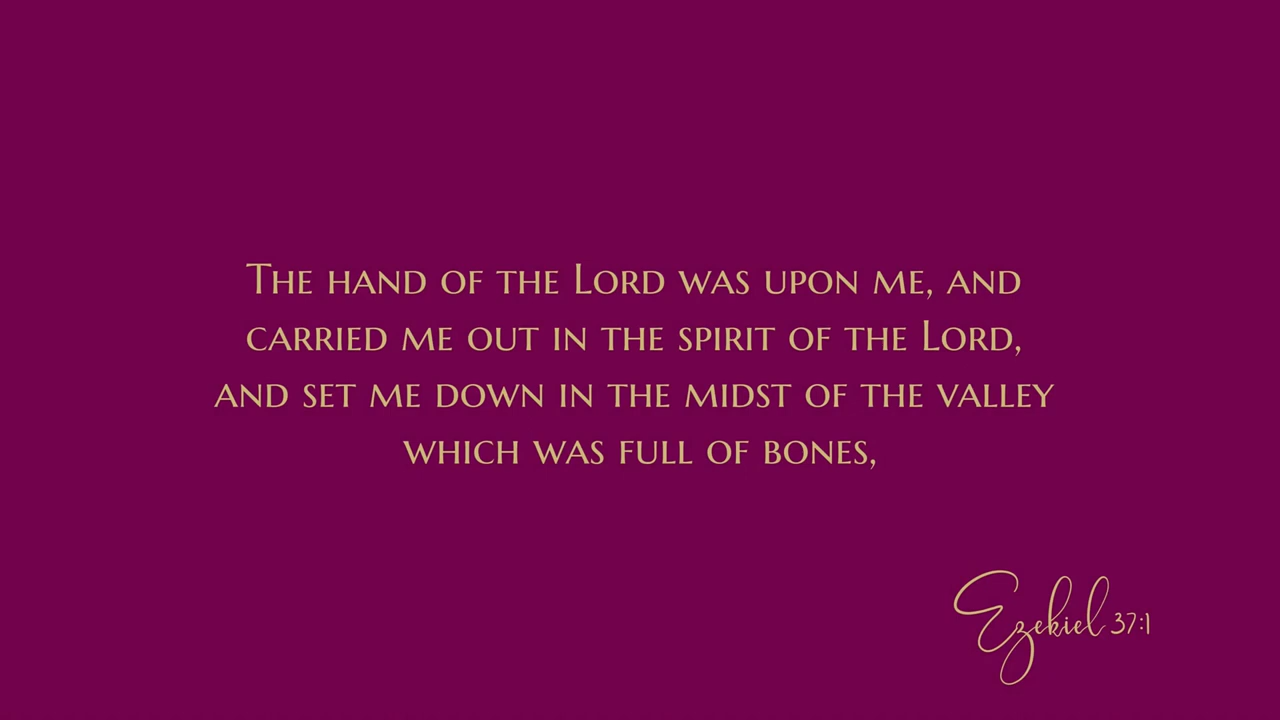 The hand of the Lord was upon me, and
carried me out in the spirit of the Lord,
and set me down in the midst of the valley
which was full of bones,
Ezekiel 37:1